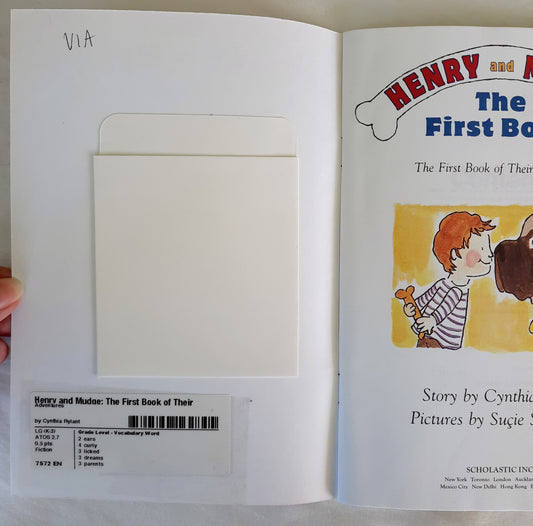 VIA
Henry and Mudge: The First Book of Their
Adventures
by Cynthia Rylant
LG (K-3)
ATOS 2.7
0.5 pts
Fiction
7572 EN
Grade Level - Vocabulary Word
2 ears
4 curly
3 licked
3 dreams
3 parents
HENRY and M
The
First Bo
The First Book of Their
Story by Cynthia
Pictures by Suçie S
SCHOLASTIC INC
New York Toronto London Auckland
Mexico City New Delhi Hong Kong